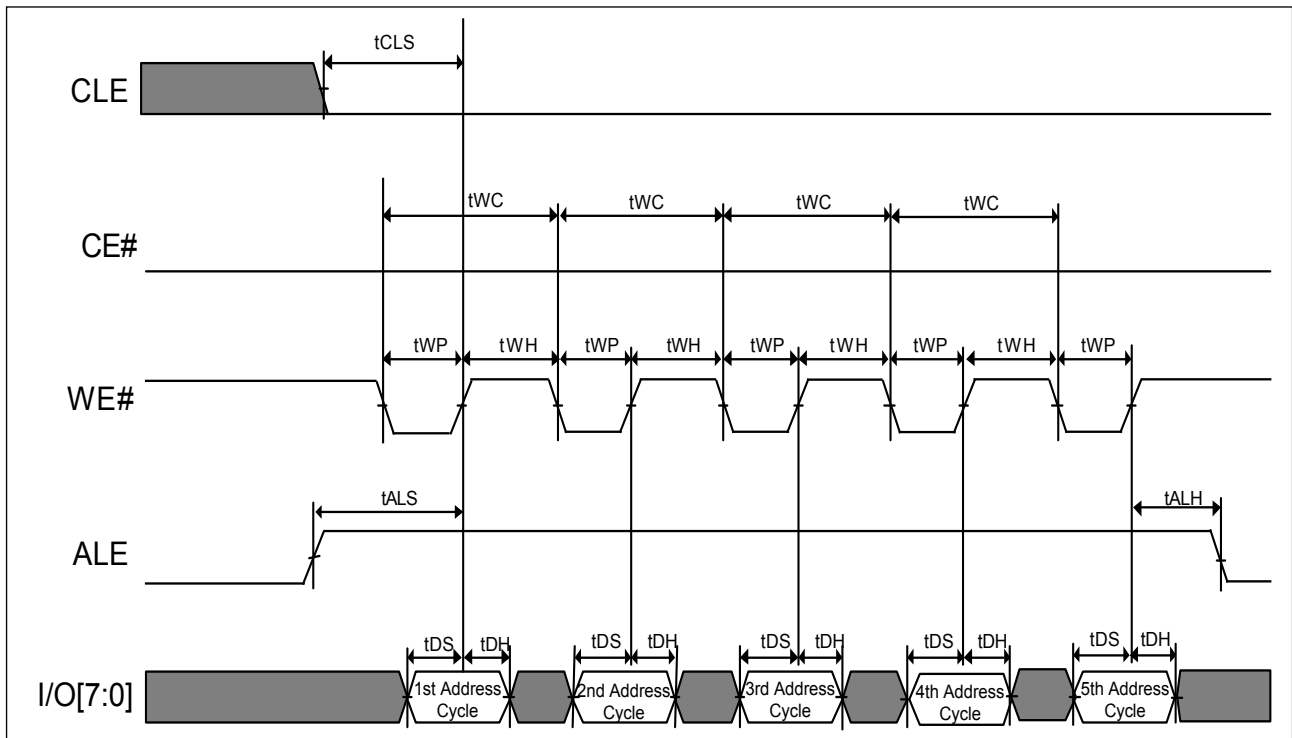 tCLS
CLE
tWC tWC tWC tWC
CE#
tWP tWH tWP tWH tWP tWH tWP tWH tWP
WE#
tALS tALH
ALE
tDS tDH tDS tDH tDS tDH tDS tDH tDS tDH
I/O[7:0]
1st Address Cycle
2nd Address Cycle
3rd Address Cycle
4th Address Cycle
5th Address Cycle